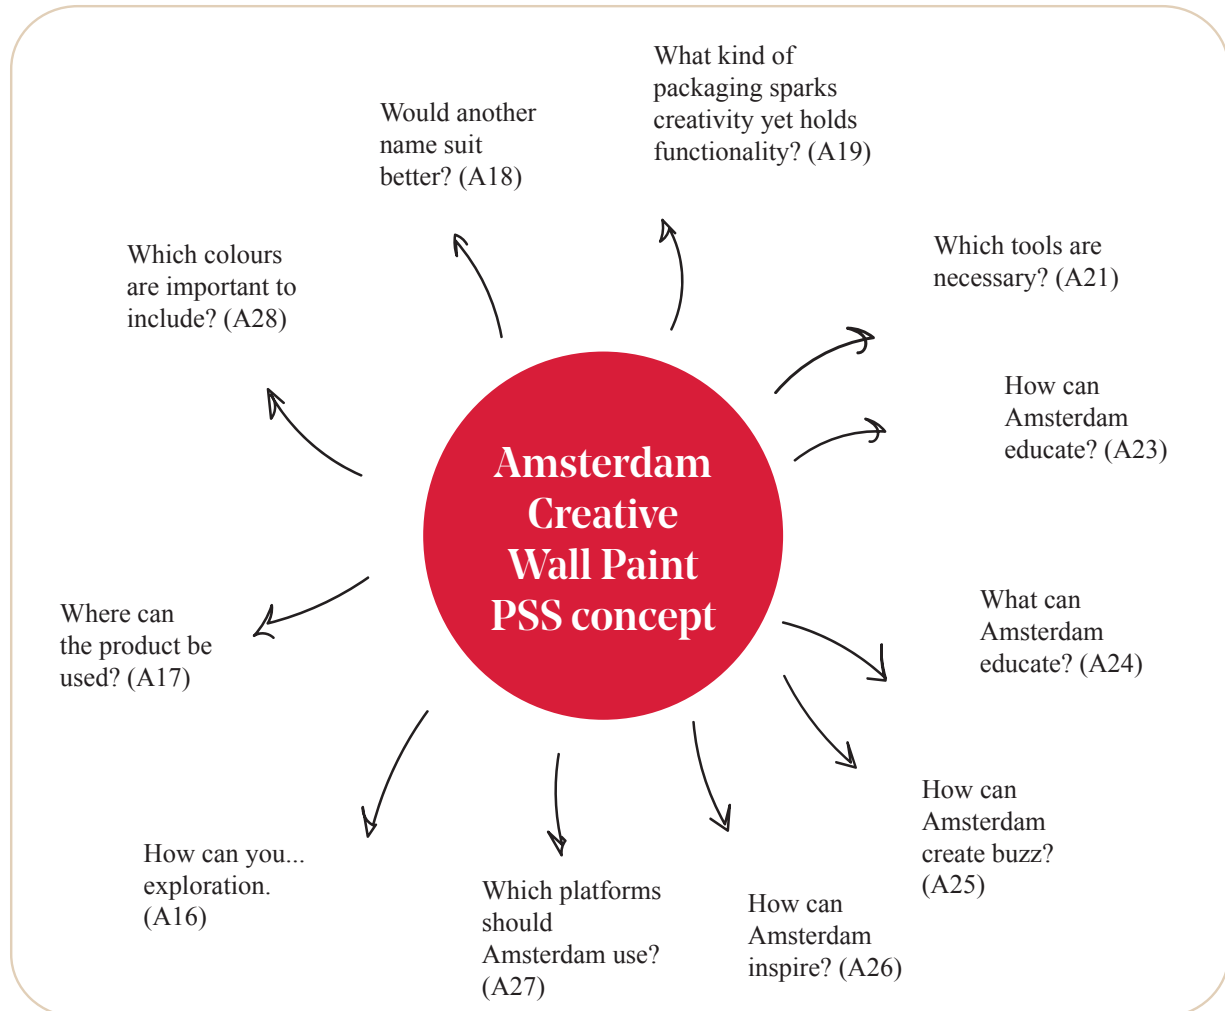 What kind of
packaging sparks
creativity yet holds
functionality? (A19)
Would another
name suit
better? (A18)
Which tools are
necessary? (A21)
Which colours
are important to
include? (A28)
How can
Amsterdam
educate? (A23)
Amsterdam
Creative
Wall Paint
PSS concept
Where can
the product be
used? (A17)
What can
Amsterdam
educate? (A24)
How can
Amsterdam
create buzz?
(A25)
How can you...
exploration.
(A16)
Which platforms
should
Amsterdam use?
(A27)
How can
Amsterdam
inspire? (A26)